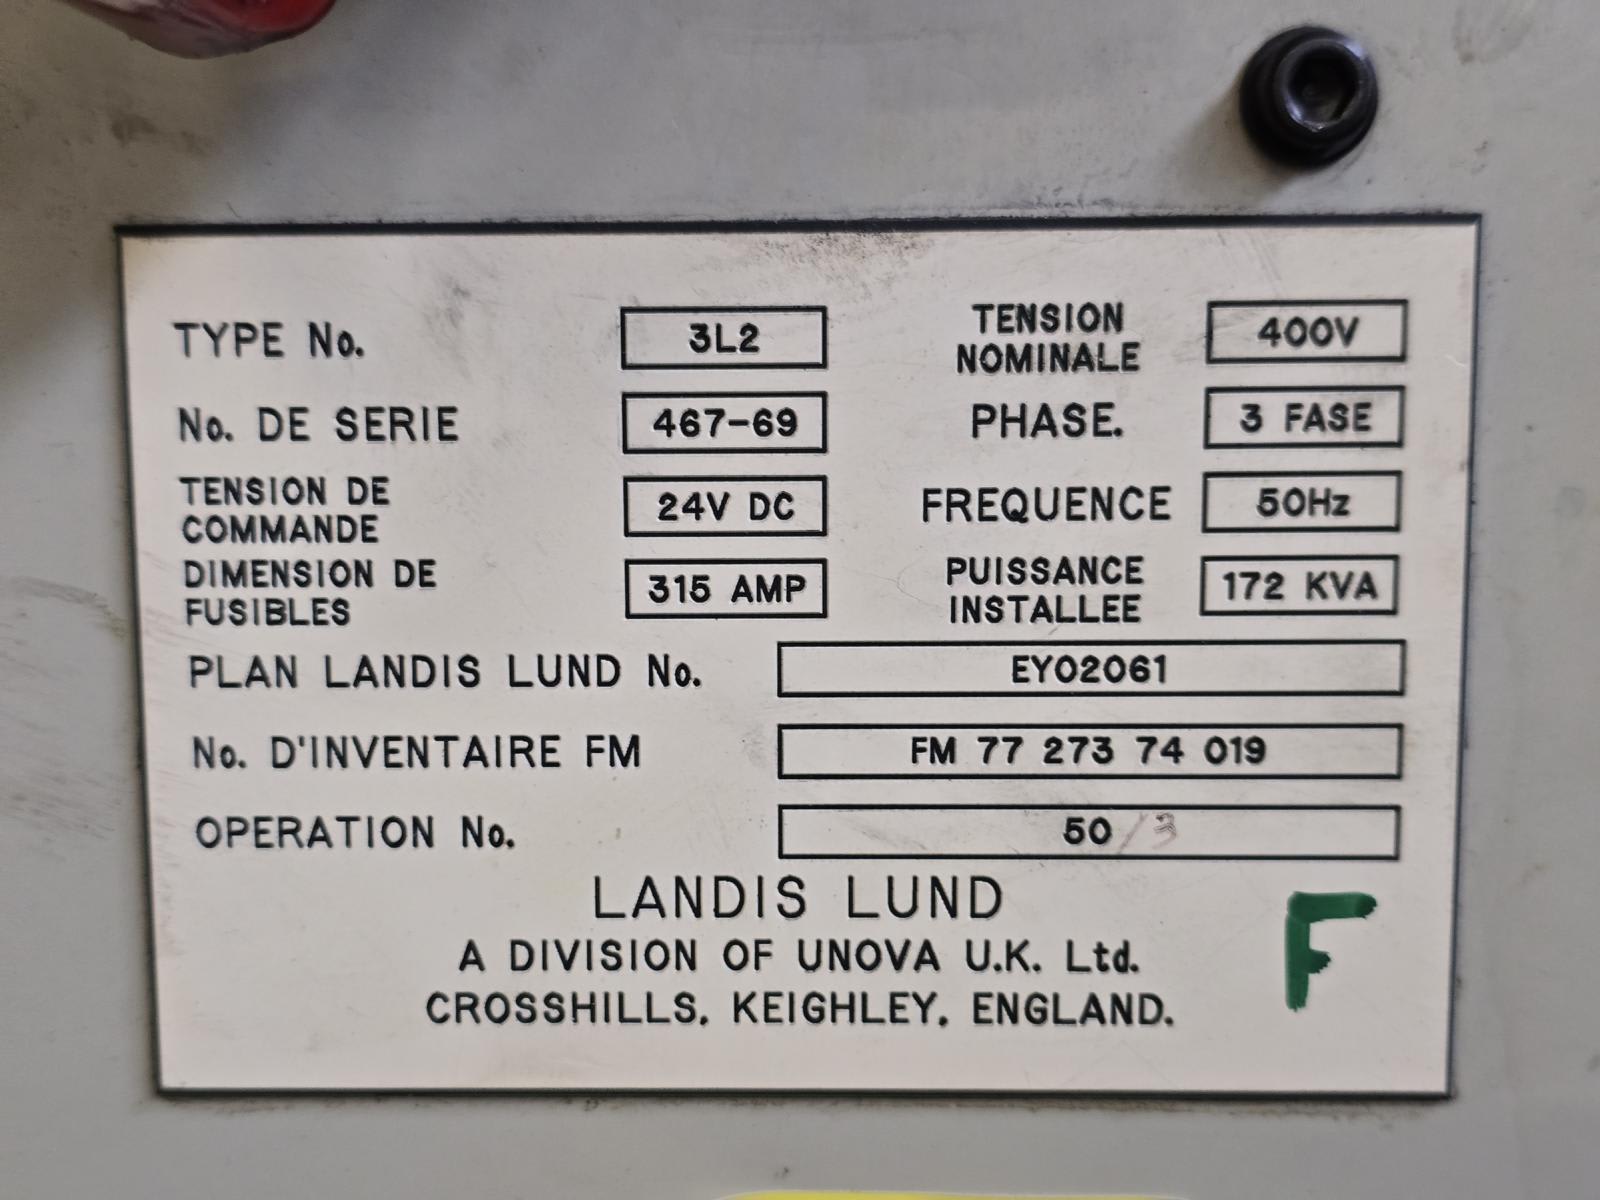 TYPE No. 3L2 TENSION NOMINALE 400V
No. DE SERIE 467-69 PHASE. 3 FASE
TENSION DE COMMANDE 24V DC FREQUENCE 50Hz
DIMENSION DE FUSIBLES 315 AMP PUISSANCE INSTALLEE 172 KVA
PLAN LANDIS LUND No. EY02061
No. D'INVENTAIRE FM FM 77 273 74 019
OPERATION No. 50 /3
LANDIS LUND
A DIVISION OF UNOVA U.K. Ltd.
CROSSHILLS, KEIGHLEY, ENGLAND.
F